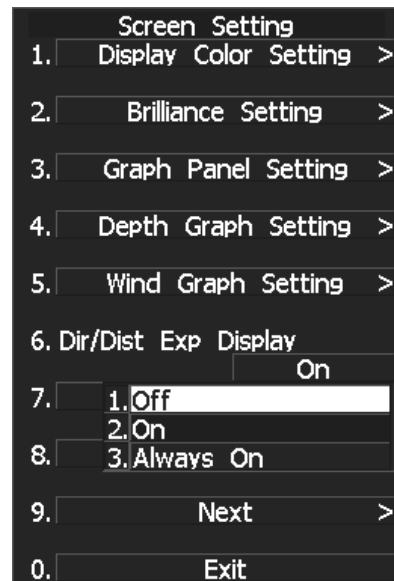 Screen Setting
1. Display Color Setting >
2. Brilliance Setting >
3. Graph Panel Setting >
4. Depth Graph Setting >
5. Wind Graph Setting >
6. Dir/Dist Exp Display
On
7.
1. Off
2. On
8.
3. Always On
9. Next >
0. Exit